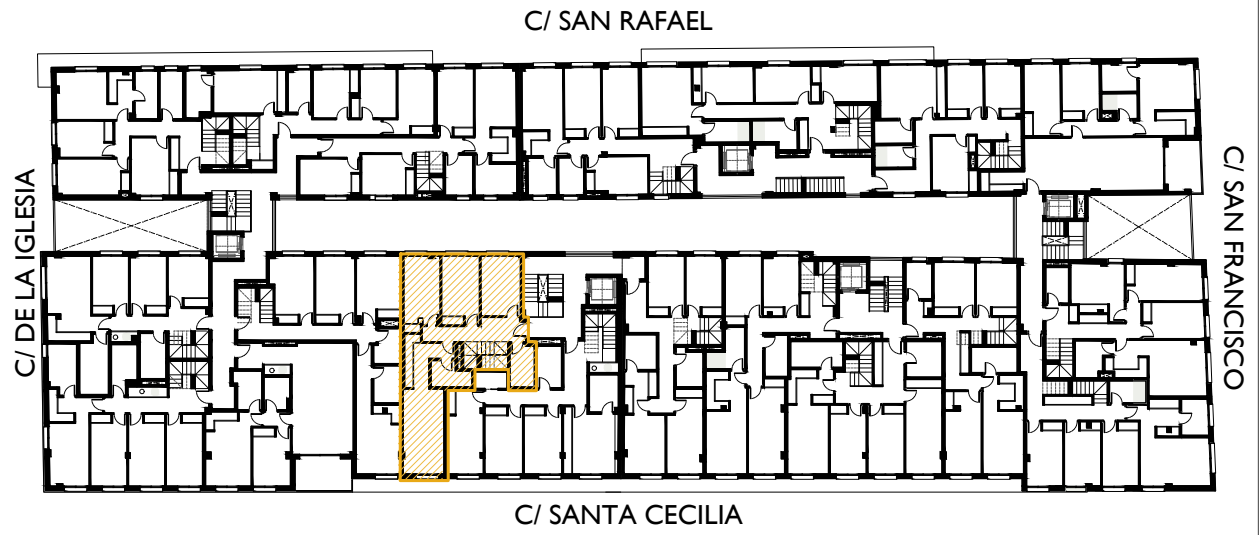 C/ SAN RAFAEL
C/ DE LA IGLESIA
C/ SAN FRANCISCO
C/ SANTA CECILIA